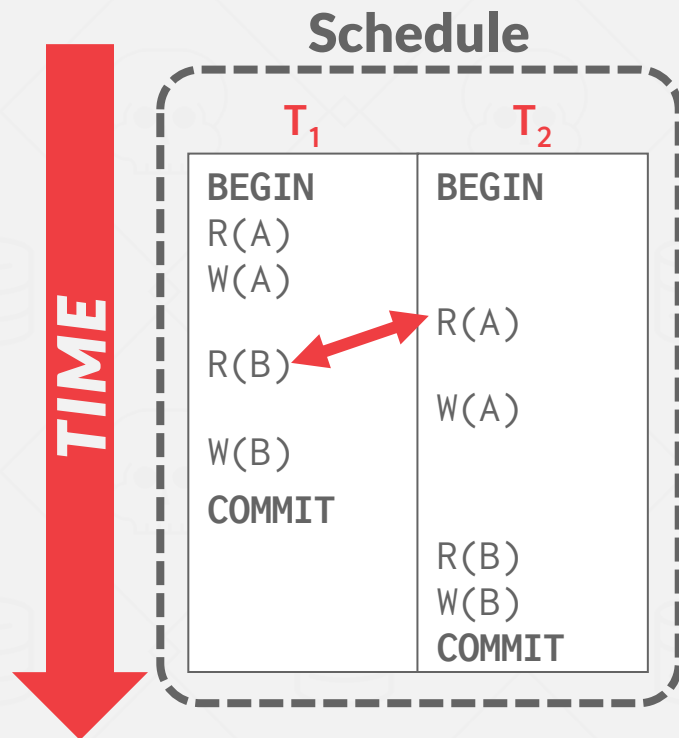 Schedule
TIME
T1 T2
BEGIN BEGIN
R(A)
W(A)
R(A)
R(B)
W(A)
W(B)
COMMIT
R(B)
W(B)
COMMIT